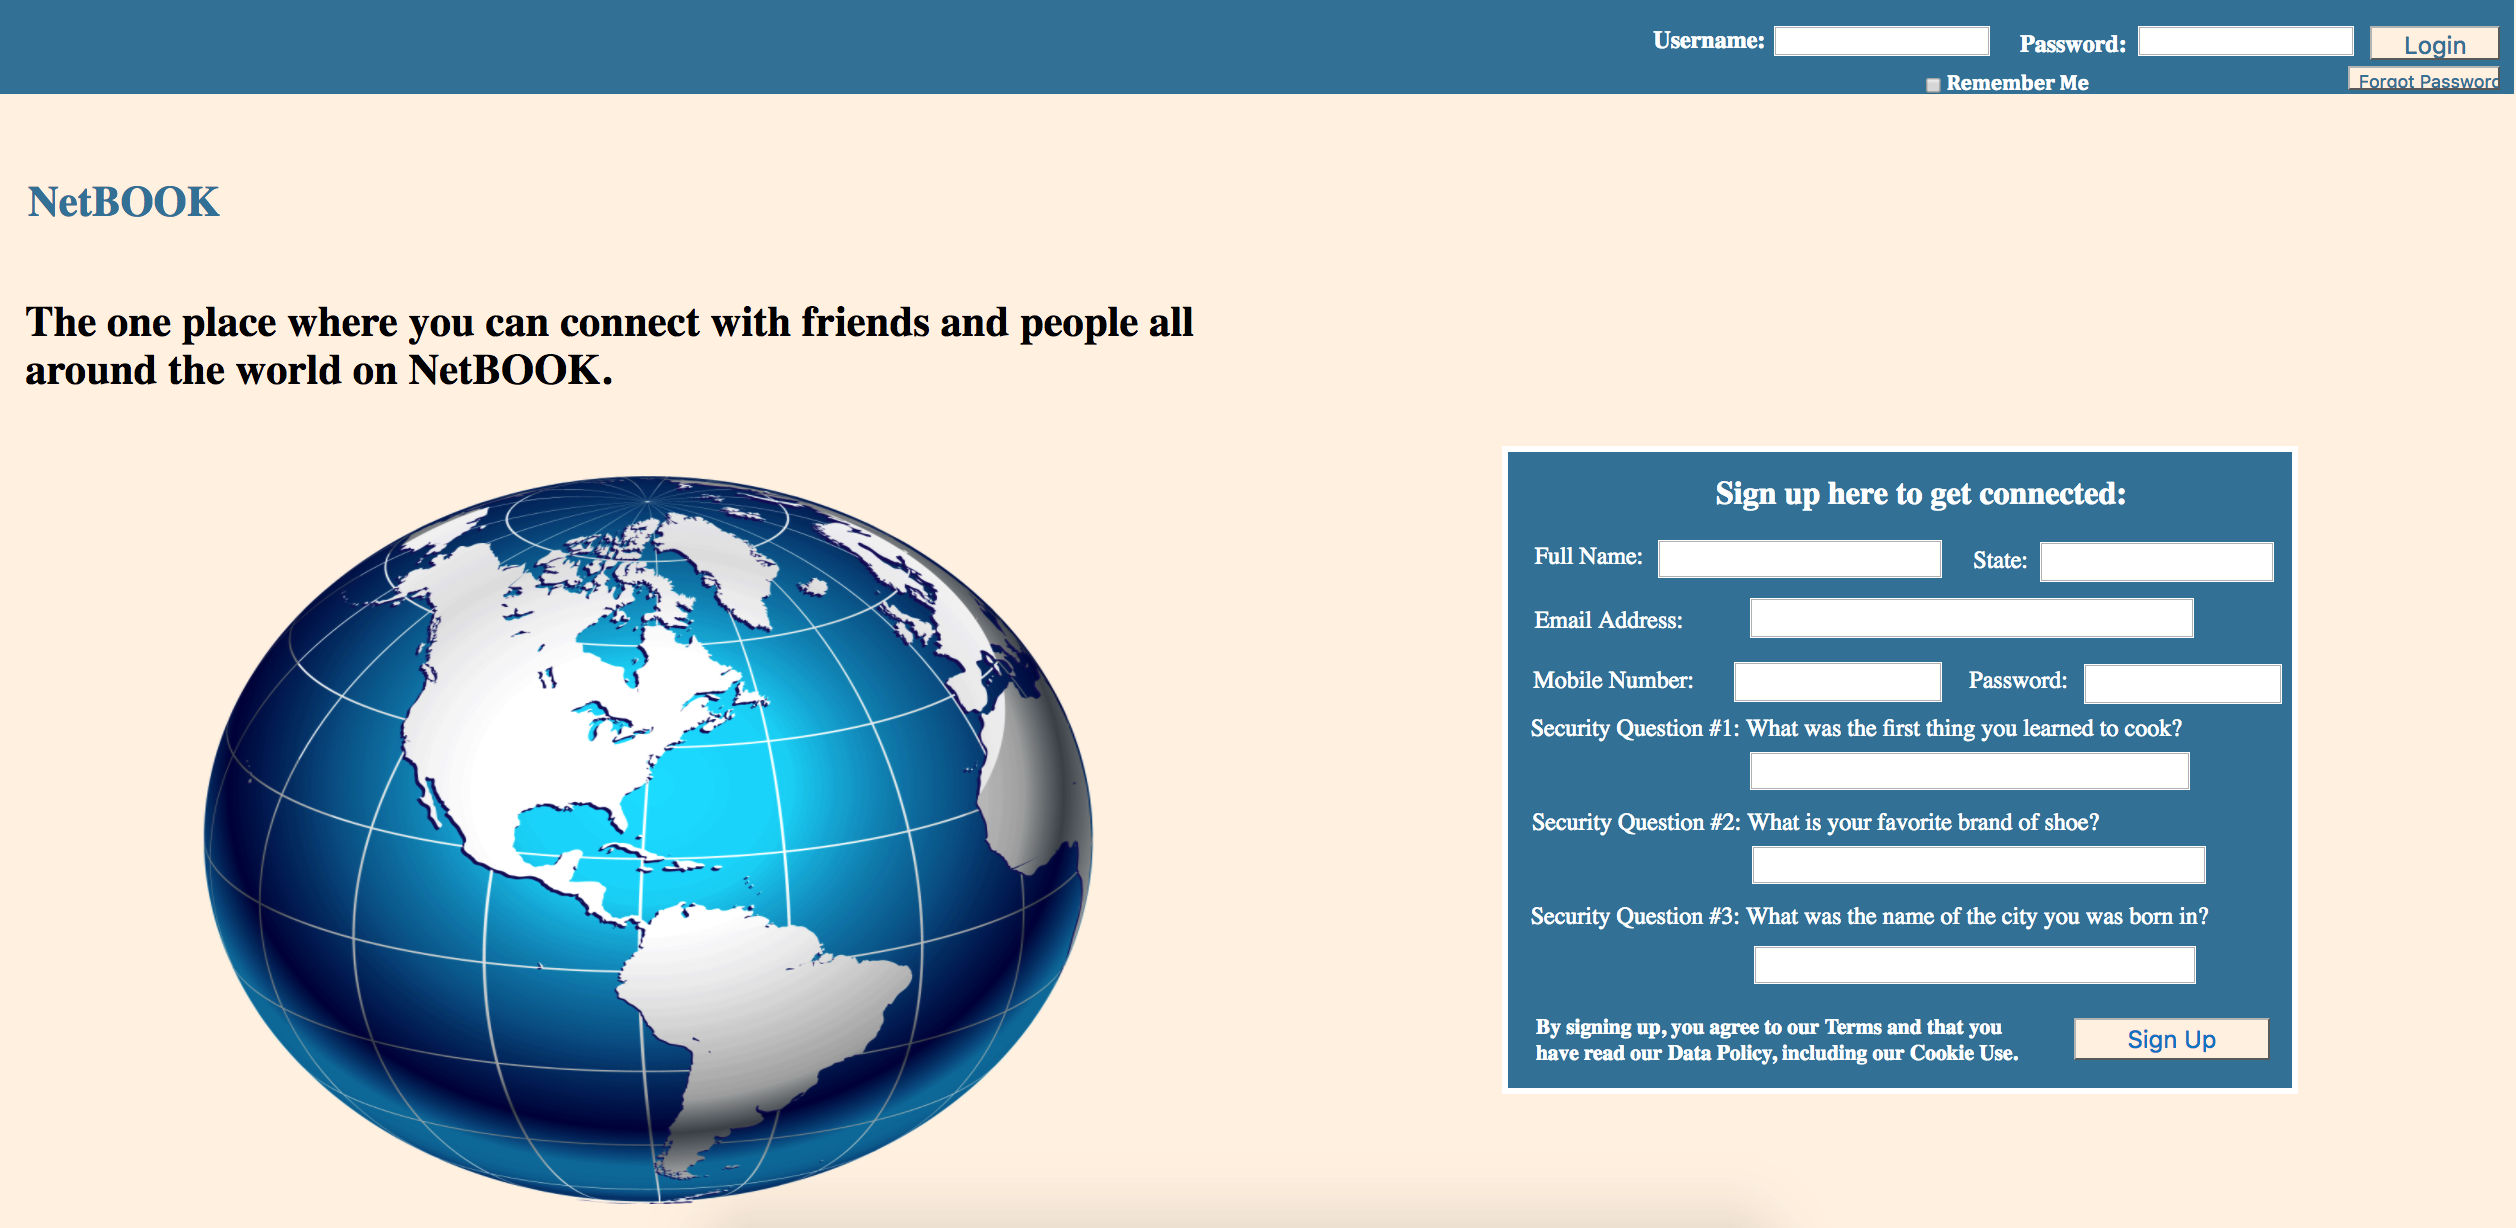 Username:
Password:
Login
Remember Me
Forgot Password
NetBOOK
The one place where you can connect with friends and people all
around the world on NetBOOK.
Sign up here to get connected:
Full Name:
State:
Email Address:
Mobile Number:
Password:
Security Question #1: What was the first thing you learned to cook?
Security Question #2: What is your favorite brand of shoe?
Security Question #3: What was the name of the city you was born in?
By signing up, you agree to our Terms and that you
have read our Data Policy, including our Cookie Use.
Sign Up